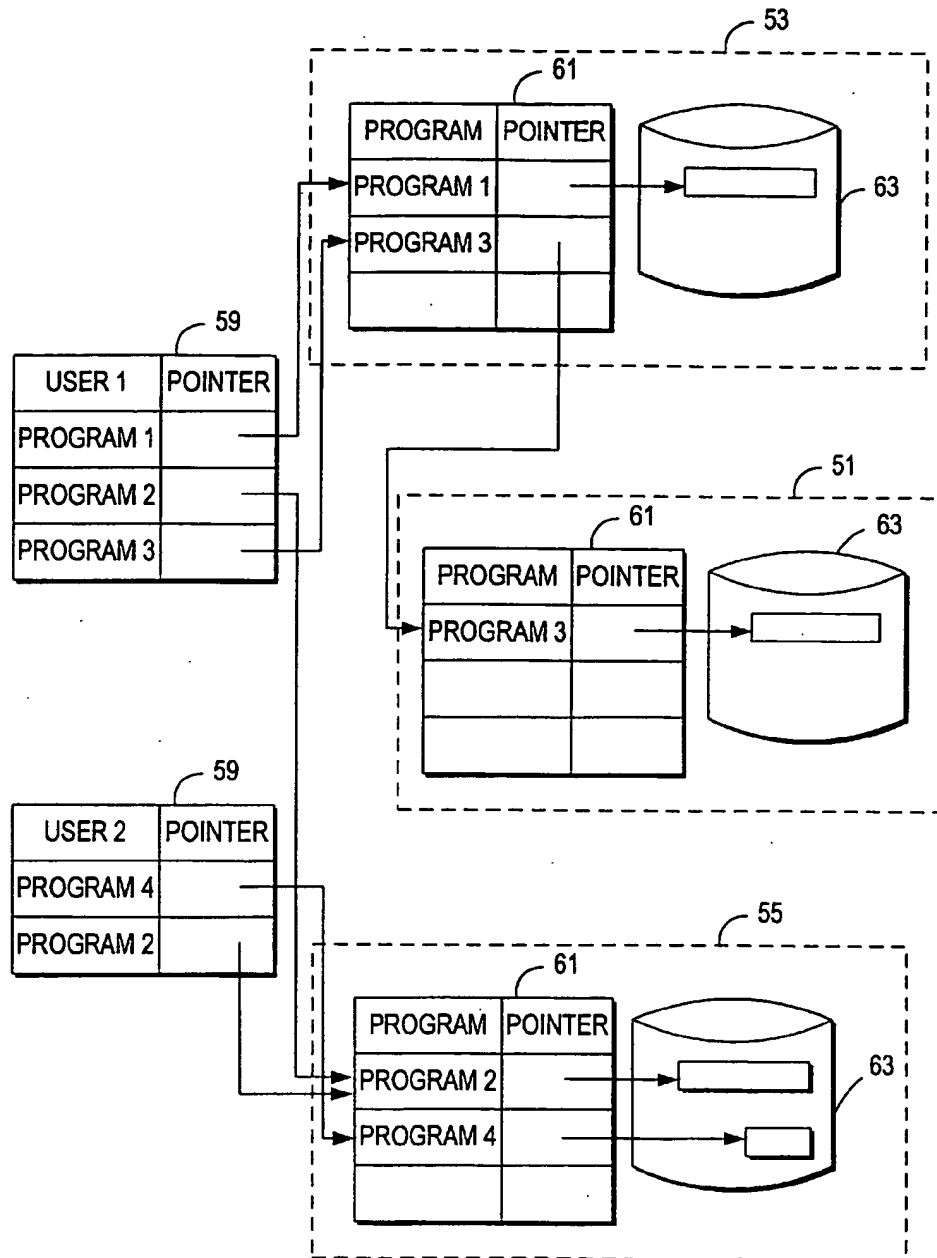 53
61
PROGRAM POINTER
PROGRAM 1
63
PROGRAM 3
59
USER 1 POINTER
PROGRAM 1
PROGRAM 2
PROGRAM 3
51
61
63
PROGRAM POINTER
PROGRAM 3
59
USER 2 POINTER
PROGRAM 4
PROGRAM 2
55
61
PROGRAM POINTER
63
PROGRAM 2
PROGRAM 4